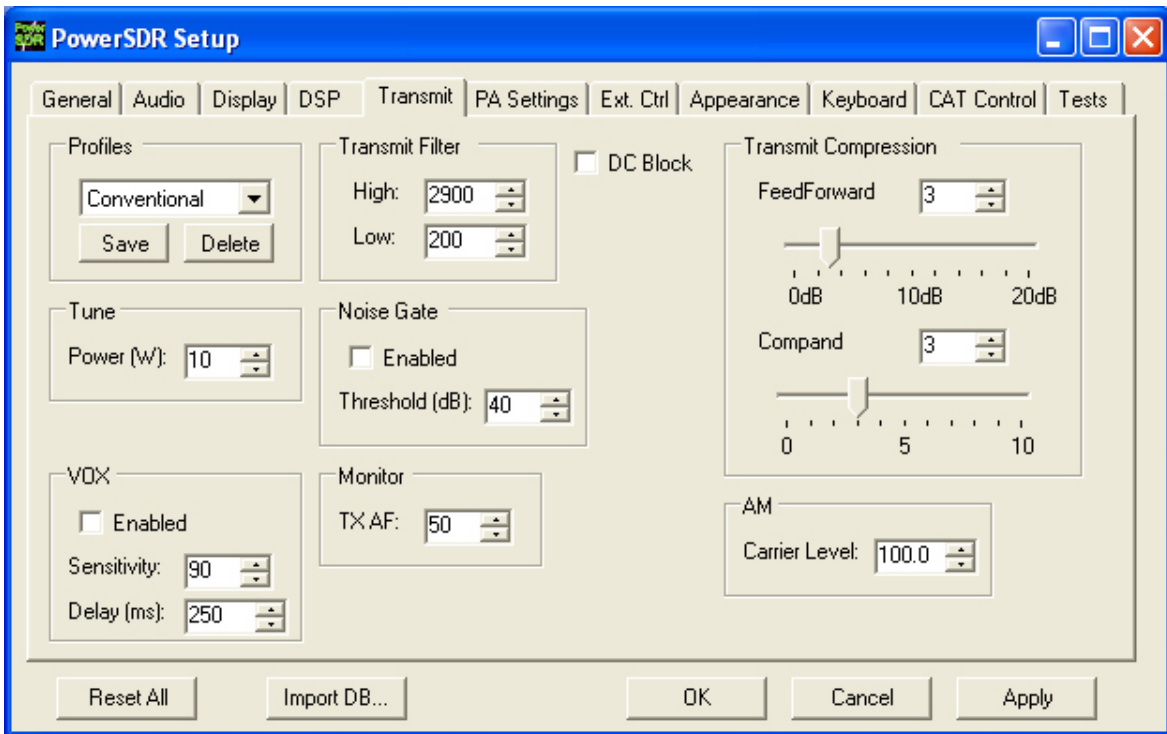 PowerSDR Setup
General Audio Display DSP Transmit PA Settings Ext. Ctrl Appearance Keyboard CAT Control Tests
Profiles
Conventional
Save Delete
Transmit Filter
High: 2900
Low: 200
DC Block
Transmit Compression
FeedForward 3
0dB 10dB 20dB
Compand 3
0 5 10
Tune
Power (W): 10
Noise Gate
Enabled
Threshold (dB): 40
VOX
Enabled
Sensitivity: 90
Delay (ms): 250
Monitor
TX AF: 50
AM
Carrier Level: 100.0
Reset All Import DB... OK Cancel Apply